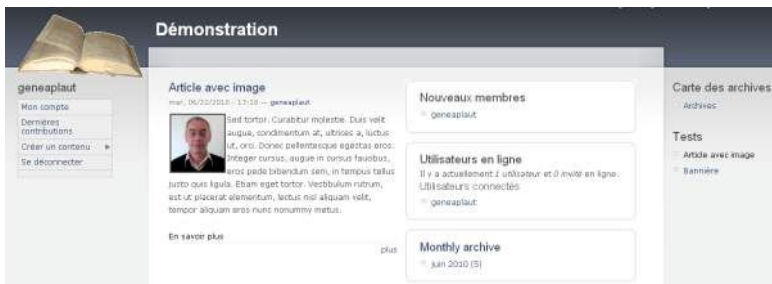 Démonstration
geneaplaut
Mon compte
Dernières
contributions
Créer un contenu
Se déconnecter
Article avec image
mar, 06/22/2010 - 13:28 — geneaplaut
Sed tortor. Curabitur molestie. Duis velit
augue, condimentum at, ultrices a, luctus
ut, orci. Donec pellentesque egestas eros.
Integer cursus, augue in cursus faucibus,
eros pede bibendum sem, in tempus tellus
justo quis ligula. Etiam eget tortor. Vestibulum rutrum,
est ut placerat elementum, lectus nisl aliquam velit,
tempor aliquam eros nunc nonummy metus.
En savoir plus
plus
Nouveaux membres
geneaplaut
Utilisateurs en ligne
Il y a actuellement 1 utilisateur et 0 invité en ligne.
Utilisateurs connectés
geneaplaut
Monthly archive
juin 2010 (5)
Carte des archives
Archives
Tests
Article avec image
Bannière